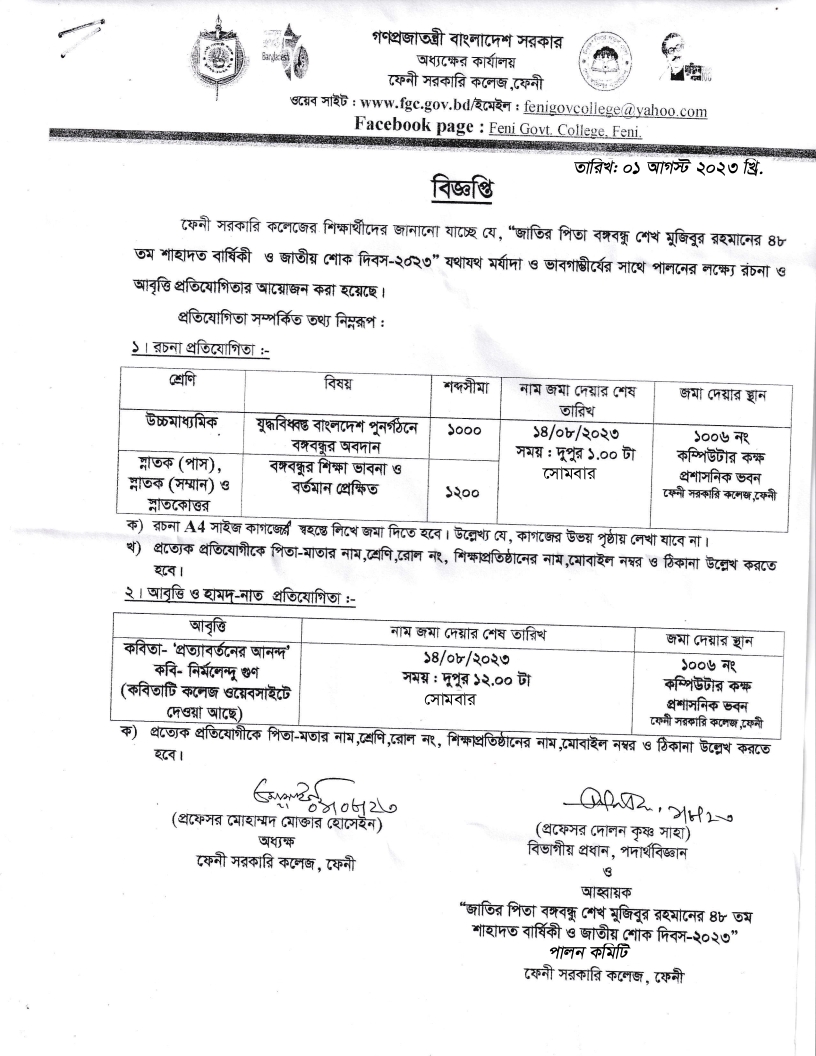 গণপ্রজাতন্ত্রী বাংলাদেশ সরকার
অধ্যক্ষের কার্যালয়
ফেনী সরকারি কলেজ,ফেনী
ওয়েব সাইট : www.fgc.gov.bd/ইমেইল : fenigovcollege@yahoo.com
Facebook page : Feni Govt. College, Feni.
তারিখ: ০১ আগস্ট ২০২৩ খ্রি.
বিজ্ঞপ্তি
ফেনী সরকারি কলেজের শিক্ষার্থীদের জানানো যাচ্ছে যে, “জাতির পিতা বঙ্গবন্ধু শেখ মুজিবুর রহমানের ৪৮
তম শাহাদত বার্ষিকী ও জাতীয় শোক দিবস-২০২৩” যথাযথ মর্যাদা ও ভাবগাম্ভীর্যের সাথে পালনের লক্ষ্যে রচনা ও
আবৃত্তি প্রতিযোগিতার আয়োজন করা হয়েছে।
প্রতিযোগিতা সম্পর্কিত তথ্য নিম্নরূপ :
১। রচনা প্রতিযোগিতা :-
শ্রেণি বিষয় শব্দসীমা নাম জমা দেয়ার শেষ তারিখ জমা দেয়ার স্থান
উচ্চমাধ্যমিক যুদ্ধবিধ্বস্ত বাংলাদেশ পুনর্গঠনে বঙ্গবন্ধুর অবদান ১০০০ ১৪/০৮/২০২৩ সময় : দুপুর ১.০০ টা সোমবার ১০০৬ নং কম্পিউটার কক্ষ প্রশাসনিক ভবন ফেনী সরকারি কলেজ,ফেনী
স্নাতক (পাস), স্নাতক (সম্মান) ও স্নাতকোত্তর বঙ্গবন্ধুর শিক্ষা ভাবনা ও বর্তমান প্রেক্ষিত ১২০০
ক) রচনা A4 সাইজ কাগজের স্বহস্তে লিখে জমা দিতে হবে। উল্লেখ্য যে, কাগজের উভয় পৃষ্ঠায় লেখা যাবে না।
খ) প্রত্যেক প্রতিযোগীকে পিতা-মাতার নাম,শ্রেণি,রোল নং, শিক্ষাপ্রতিষ্ঠানের নাম,মোবাইল নম্বর ও ঠিকানা উল্লেখ করতে
হবে।
২। আবৃত্তি ও হামদ-নাত প্রতিযোগিতা :-
আবৃত্তি নাম জমা দেয়ার শেষ তারিখ জমা দেয়ার স্থান
কবিতা- ‘প্রত্যাবর্তনের আনন্দ’ ১৪/০৮/২০২৩ ১০০৬ নং
কবি- নির্মলেন্দু গুণ সময় : দুপুর ১২.০০ টা কম্পিউটার কক্ষ
(কবিতাটি কলেজ ওয়েবসাইটে সোমবার প্রশাসনিক ভবন
দেওয়া আছে) ফেনী সরকারি কলেজ,ফেনী
ক) প্রত্যেক প্রতিযোগীকে পিতা-মতার নাম,শ্রেণি,রোল নং, শিক্ষাপ্রতিষ্ঠানের নাম,মোবাইল নম্বর ও ঠিকানা উল্লেখ করতে
হবে।
(প্রফেসর মোহাম্মদ মোক্তার হোসেইন)
অধ্যক্ষ
ফেনী সরকারি কলেজ, ফেনী
(প্রফেসর দোলন কৃষ্ণ সাহা)
বিভাগীয় প্রধান, পদার্থবিজ্ঞান
ও
আহ্বায়ক
“জাতির পিতা বঙ্গবন্ধু শেখ মুজিবুর রহমানের ৪৮ তম
শাহাদত বার্ষিকী ও জাতীয় শোক দিবস-২০২৩”
পালন কমিটি
ফেনী সরকারি কলেজ, ফেনী